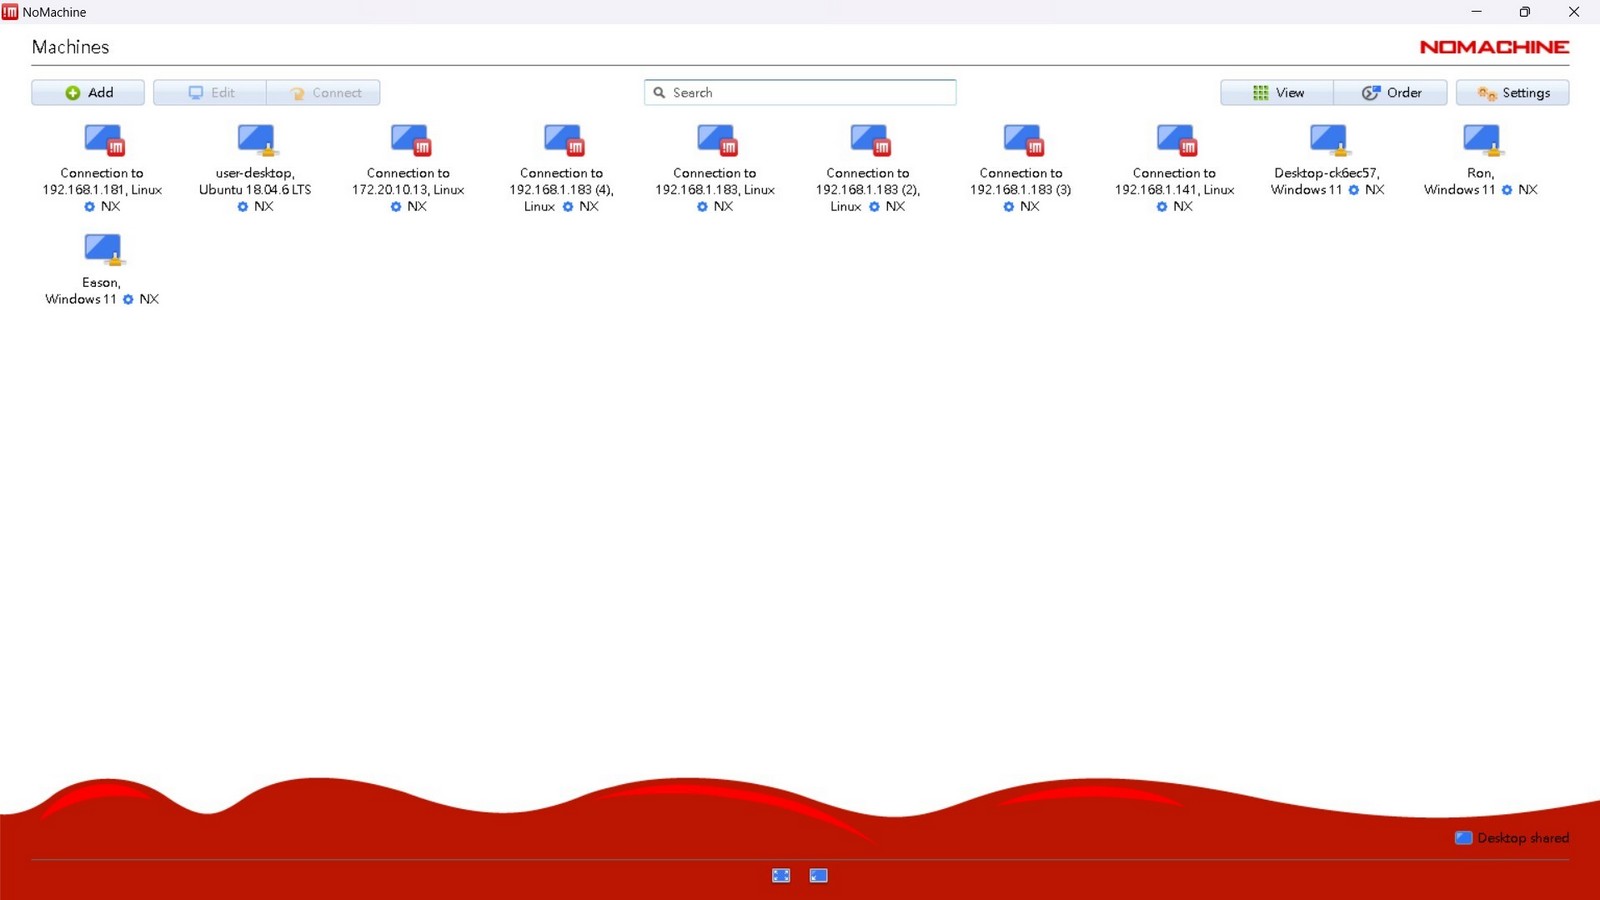 NoMachine
Machines
NOMACHINE
Add
Edit
Connect
Search
View
Order
Settings
Connection to
192.168.1.181, Linux
NX
user-desktop,
Ubuntu 18.04.6 LTS
NX
Connection to
172.20.10.13, Linux
NX
Connection to
192.168.1.183 (4),
Linux NX
Connection to
192.168.1.183, Linux
NX
Connection to
192.168.1.183 (2),
Linux NX
Connection to
192.168.1.183 (3)
NX
Connection to
192.168.1.141, Linux
NX
Desktop-ck6ec57,
Windows 11 NX
Ron,
Windows 11 NX
Eason,
Windows 11 NX
Desktop shared